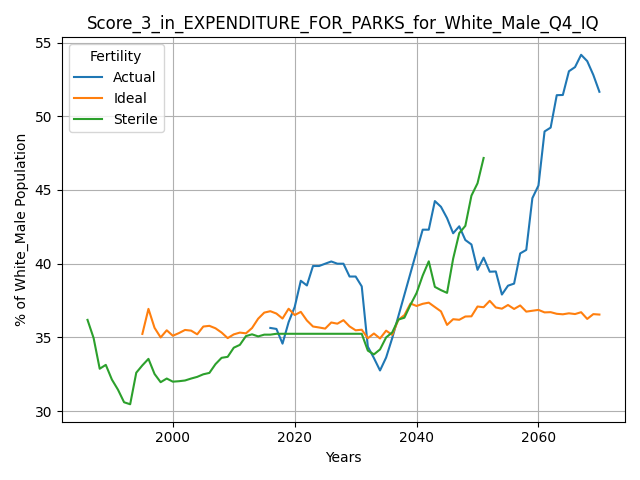 Score_3_in_EXPENDITURE_FOR_PARKS_for_White_Male_Q4_IQ
% of White_Male Population
55
50
45
40
35
30
Fertility
Actual
Ideal
Sterile
2000
2020
2040
2060
Years